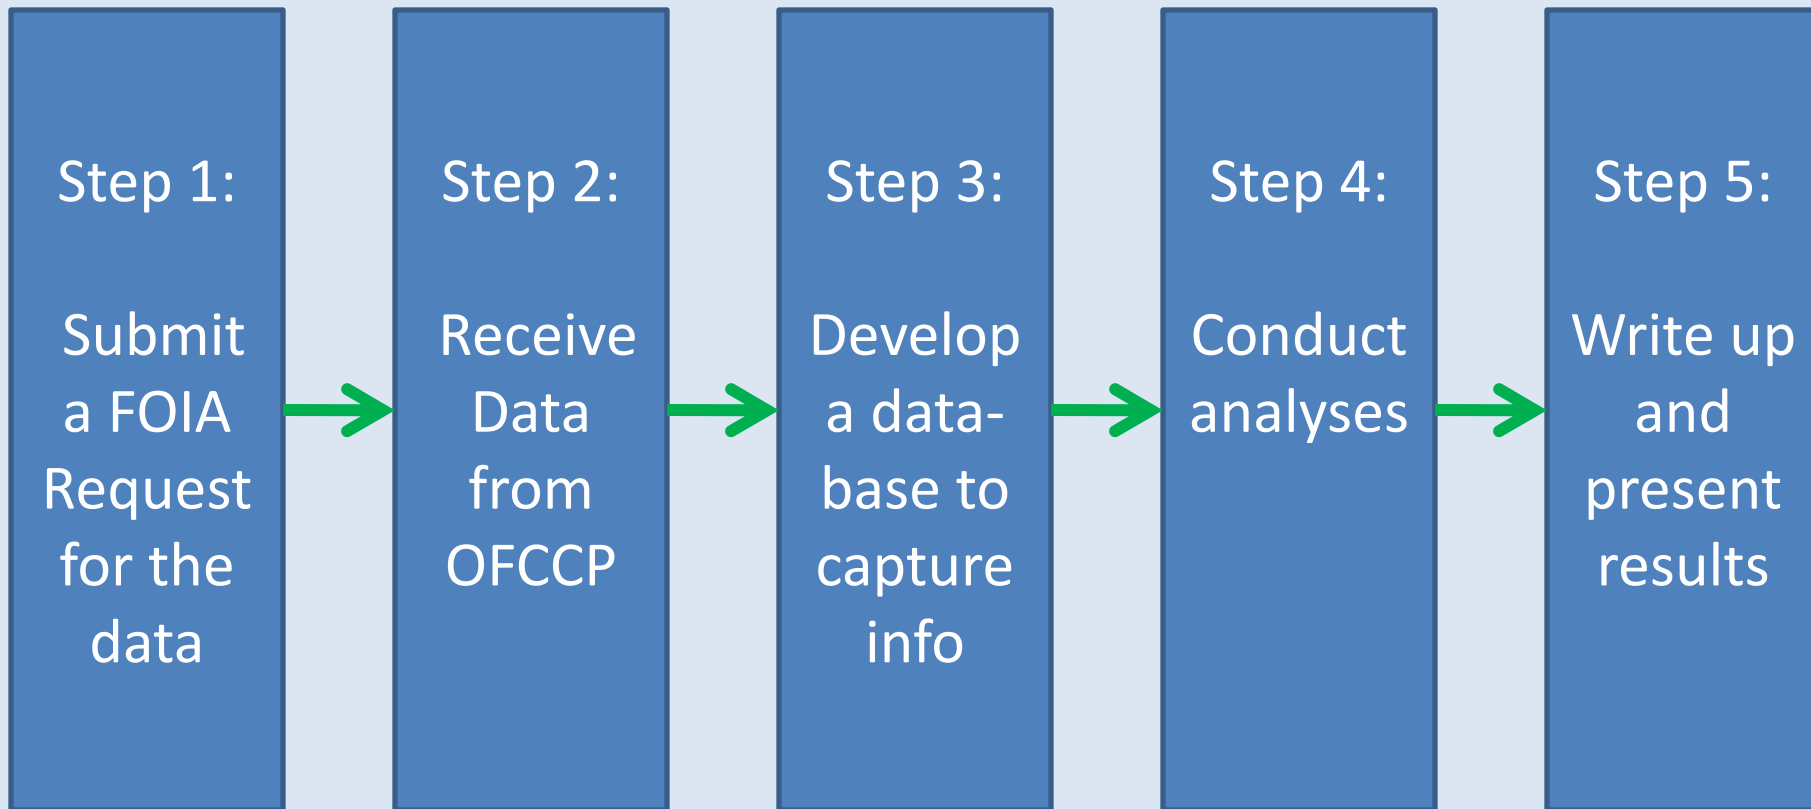 Step 1:
Submit
a FOIA
Request
for the
data
Step 2:
Receive
Data
from
OFCCP
Step 3:
Develop
a data-
base to
capture
info
Step 4:
Conduct
analyses
Step 5:
Write up
and
present
results